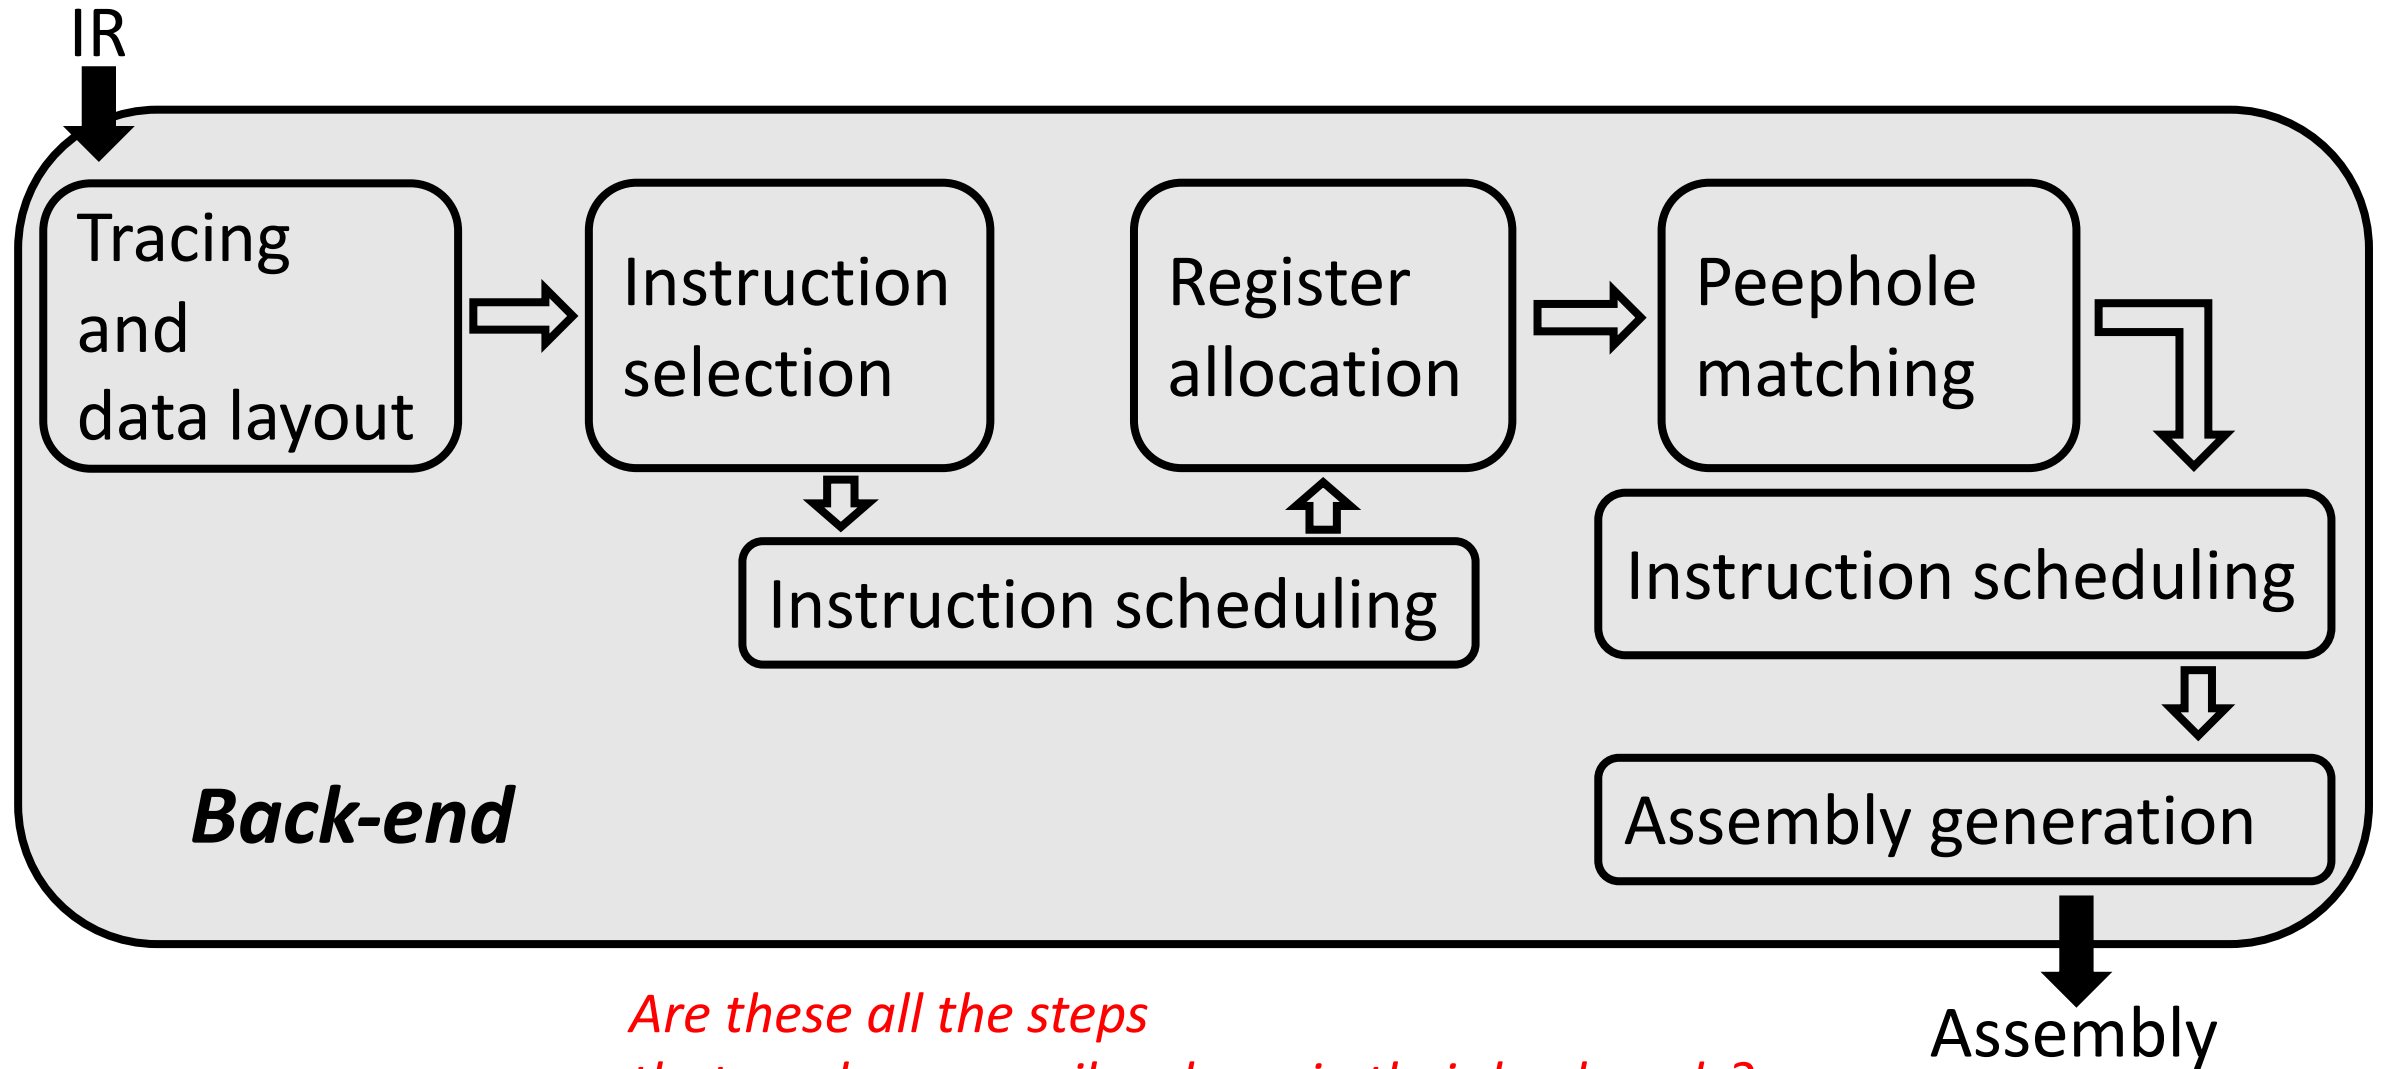 IR
Tracing
and
data layout
Instruction
selection
Register
allocation
Peephole
matching
Instruction scheduling
Instruction scheduling
Assembly generation
Back-end
Are these all the steps
Assembly